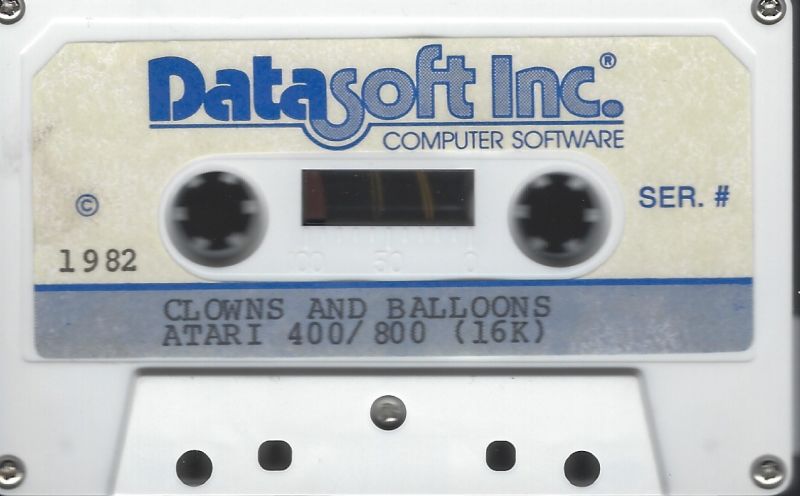 Datasoft Inc.®
COMPUTER SOFTWARE
©
SER. #
1982
100 50 0
CLOWNS AND BALLOONS
ATARI 400/800 (16K)